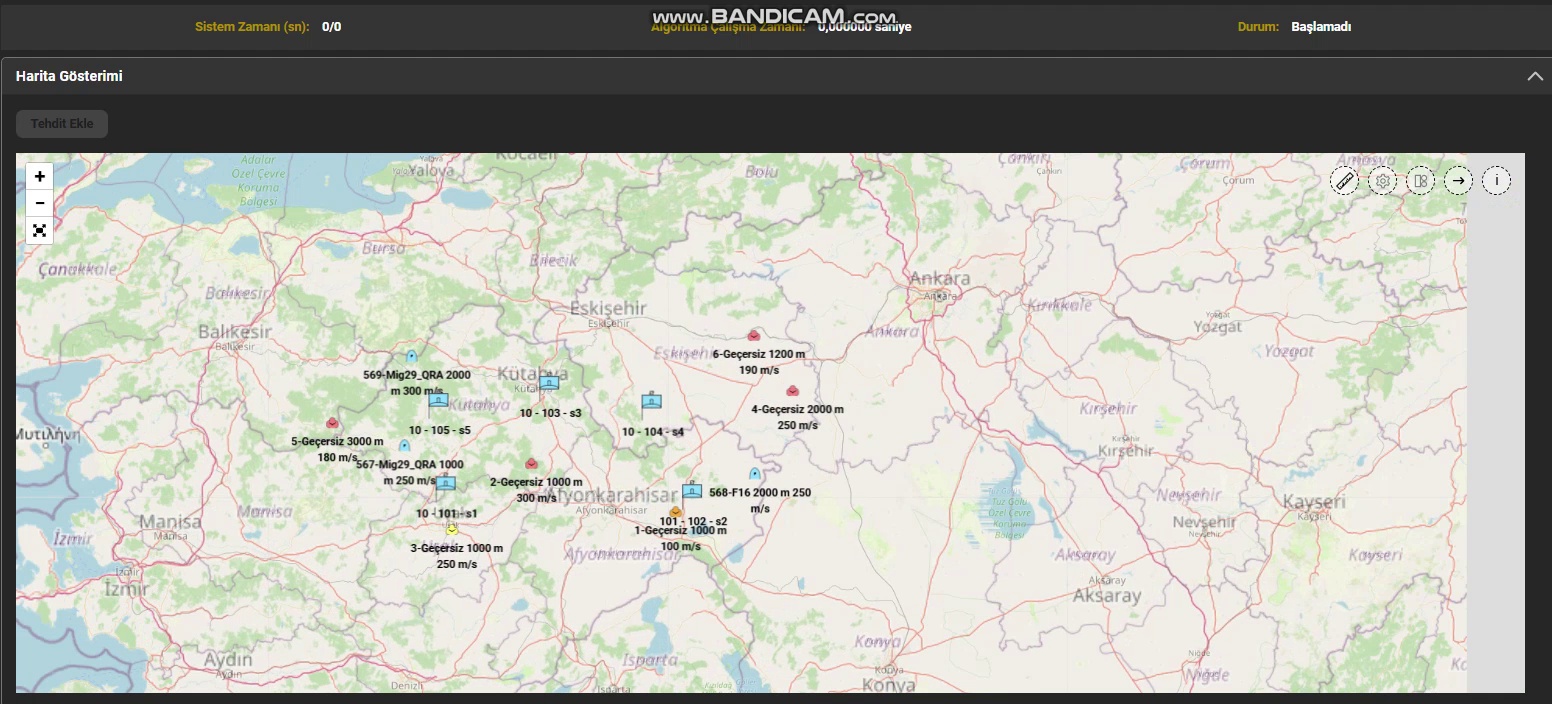 www.BANDICAM.com
Sistem Zamanı (sn): 0/0
Algoritma Çalışma Zamanı: 0,000000 saniye
Durum: Başlamadı
Harita Gösterimi
Tehdit Ekle
+
−
i
Kocaeli
Yalova
Yalova
Adalar
Özel Çevre
Koruma
Bölgesi
Bolu
Çankırı
Çankırı
Çorum
Çorum
Amasya
Bursa
Bilecik
Çanakkale
Balıkesir
Balıkesir
Balıkesir
Eskişehir
Eskişehir
Eskişehir
Ankara
Ankara
Ankara
Kırıkkale
Yozgat
Yozgat
Yozgat
6-Geçersiz 1200 m
190 m/s
569-Mig29_QRA 2000
m 300 m/s
Kütahya
Kütahya
10 - 103 - s3
4-Geçersiz 2000 m
250 m/s
10 - 105 - s5
10 - 104 - s4
Kırşehir
Kırşehir
Kırşehir
Μυτιλήνη
5-Geçersiz 3000 m
180 m/s
567-Mig29_QRA 1000
m 250 m/s
2-Geçersiz 1000 m
300 m/s
Afyonkarahisar
Afyonkarahisar
568-F16 2000 m 250
m/s
Tuz Gölü
Özel Çevre
Koruma
Bölgesi
Nevşehir
Nevşehir
Nevşehir
Kayseri
Kayseri
Kayseri
Manisa
Manisa
Manisa
10 - 101 - s1
101 - 102 - s2
1-Geçersiz 1000 m
100 m/s
3-Geçersiz 1000 m
250 m/s
Afyonkarahisar
İzmir
İzmir
İzmir
Aksaray
Aksaray
Aksaray
Aydın
Aydın
Denizli
Isparta
Isparta
Konya
Konya
Konya
Niğde
Niğde